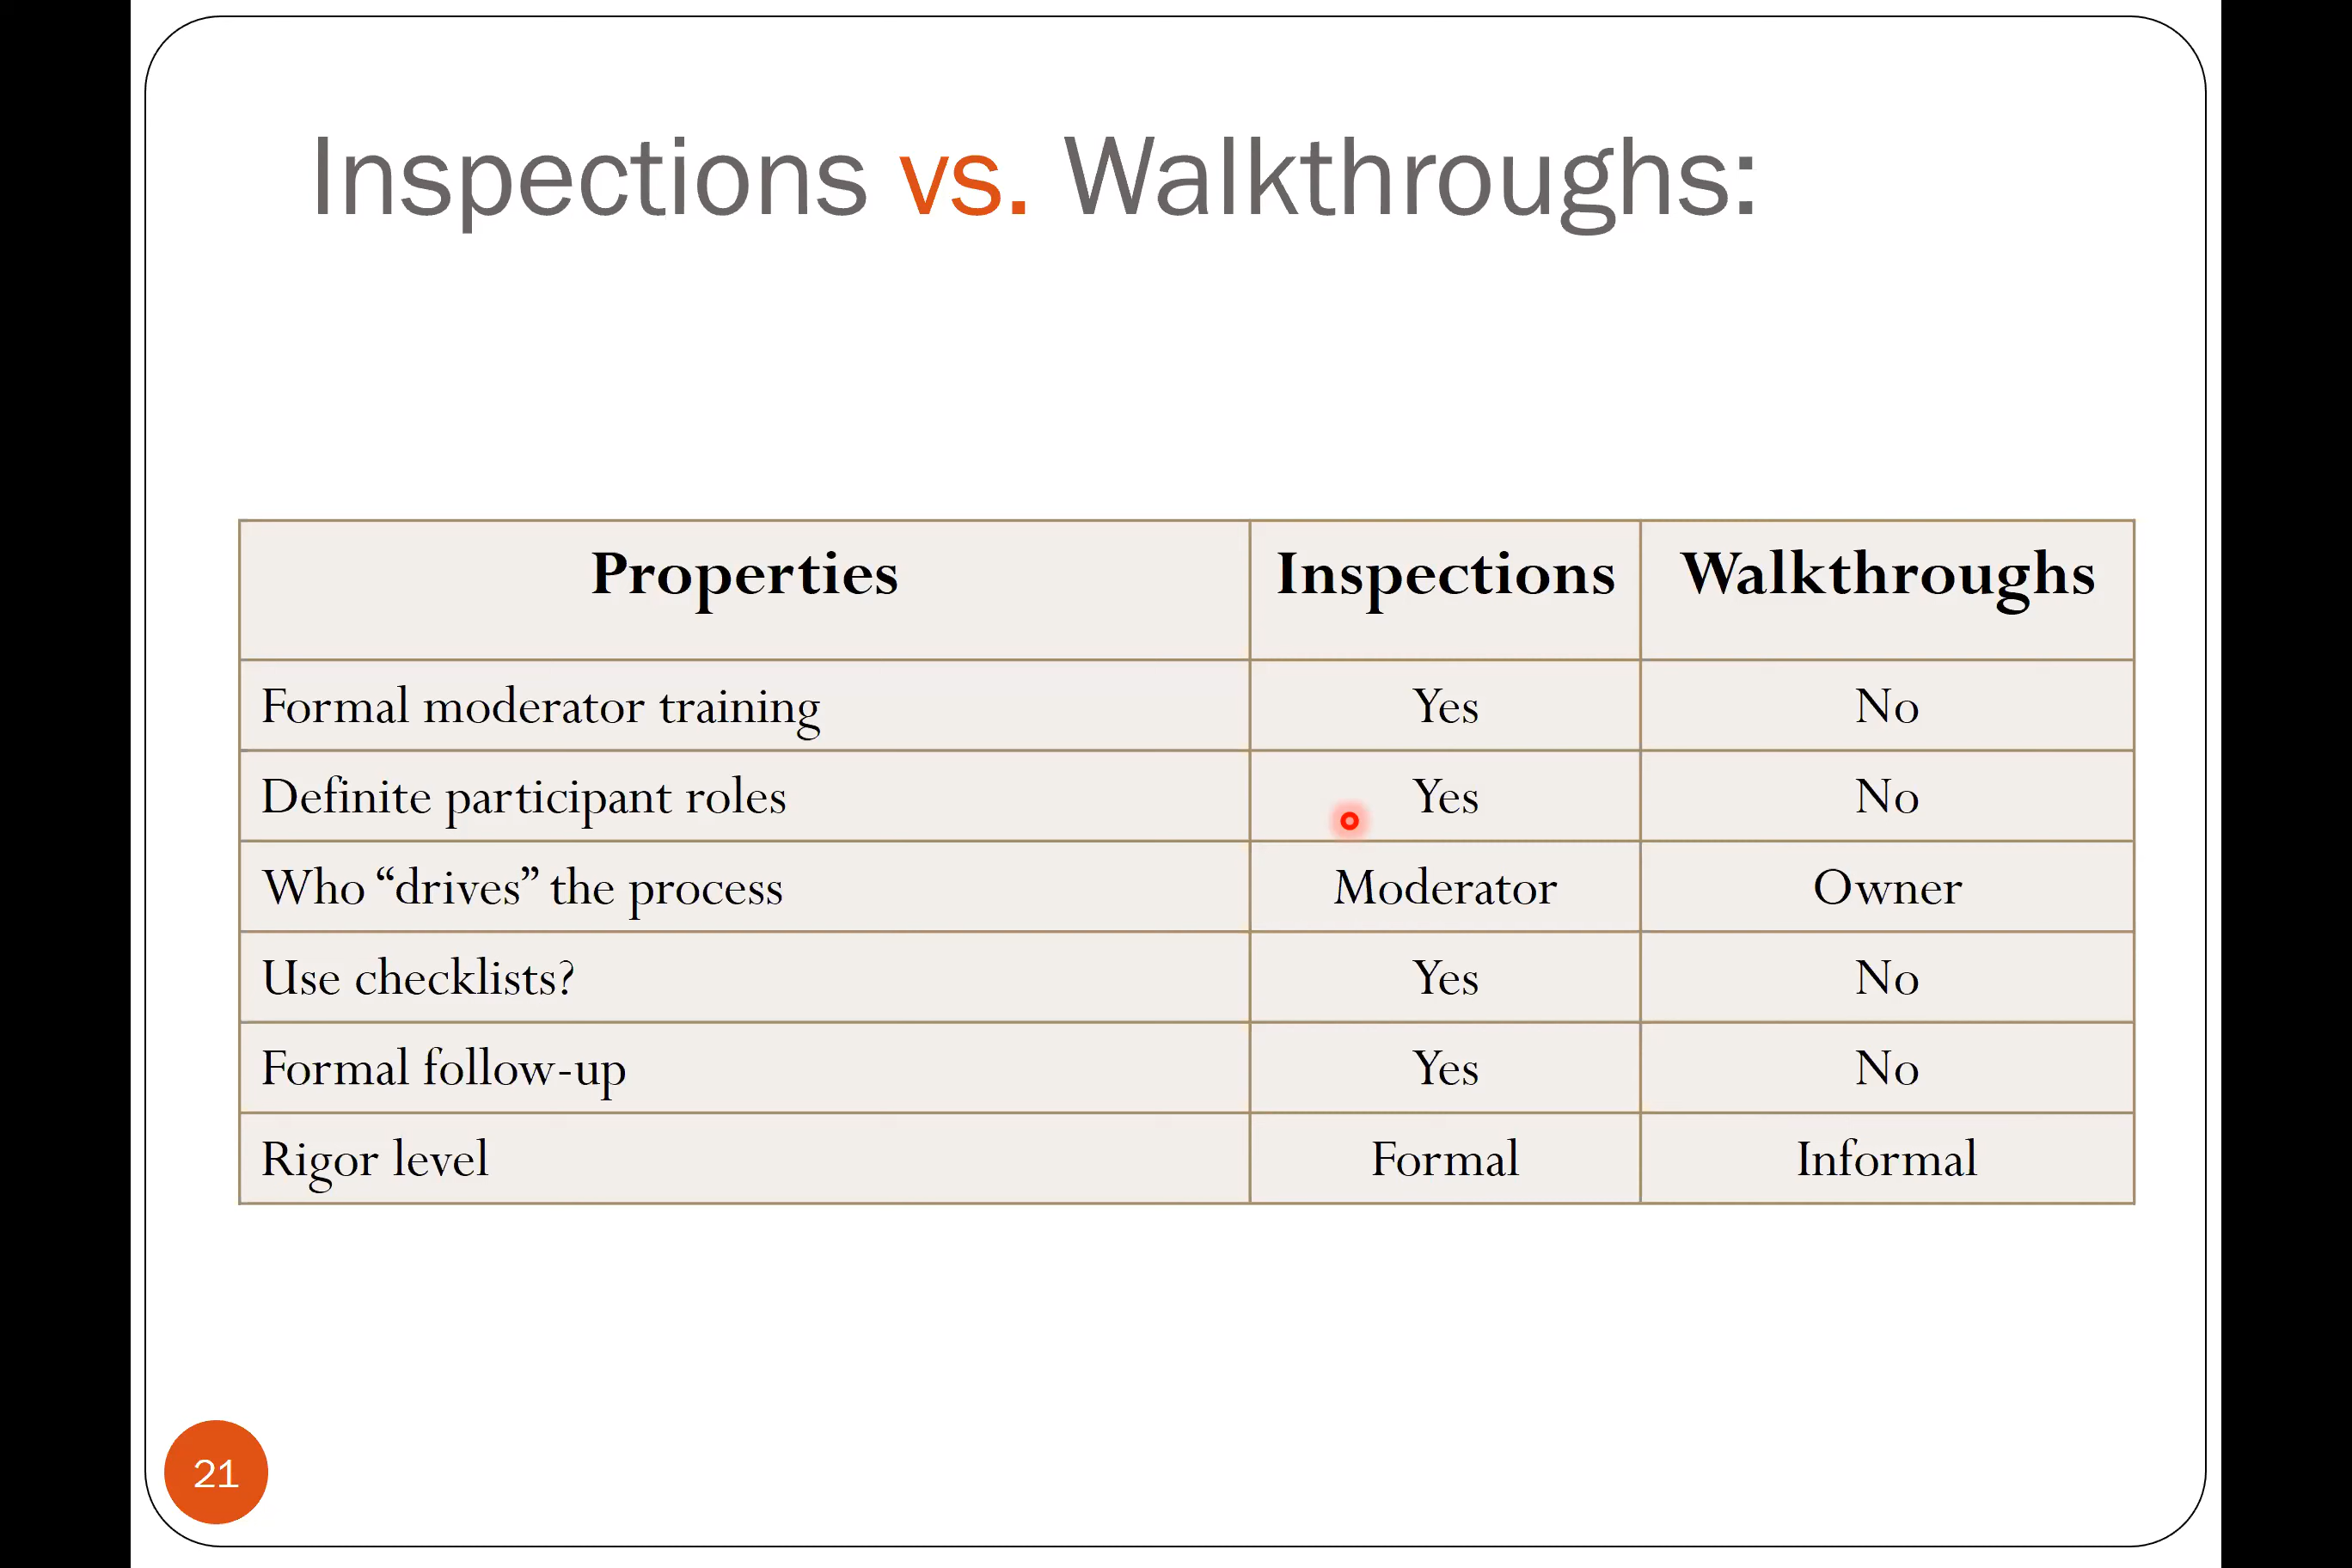 Inspections vs. Walkthroughs:
Properties Inspections Walkthroughs
Formal moderator training Yes No
Definite participant roles Yes No
Who “drives” the process Moderator Owner
Use checklists? Yes No
Formal follow-up Yes No
Rigor level Formal Informal
21